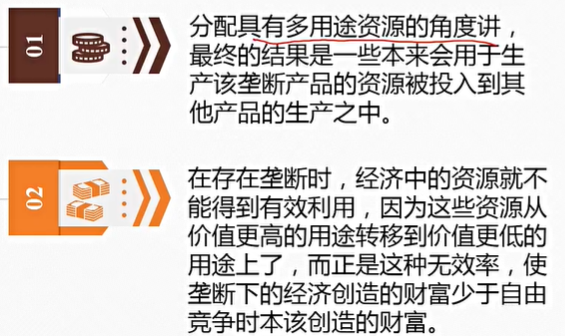 01
分配具有多用途资源的角度讲，
最终的结果是一些本来会用于生
产该垄断产品的资源被投入到其
他产品的生产之中。
02
在存在垄断时，经济中的资源就不
能得到有效利用，因为这些资源从
价值更高的用途转移到价值更低的
用途上了，而正是这种无效率，使
垄断下的经济创造的财富少于自由
竞争时本该创造的财富。